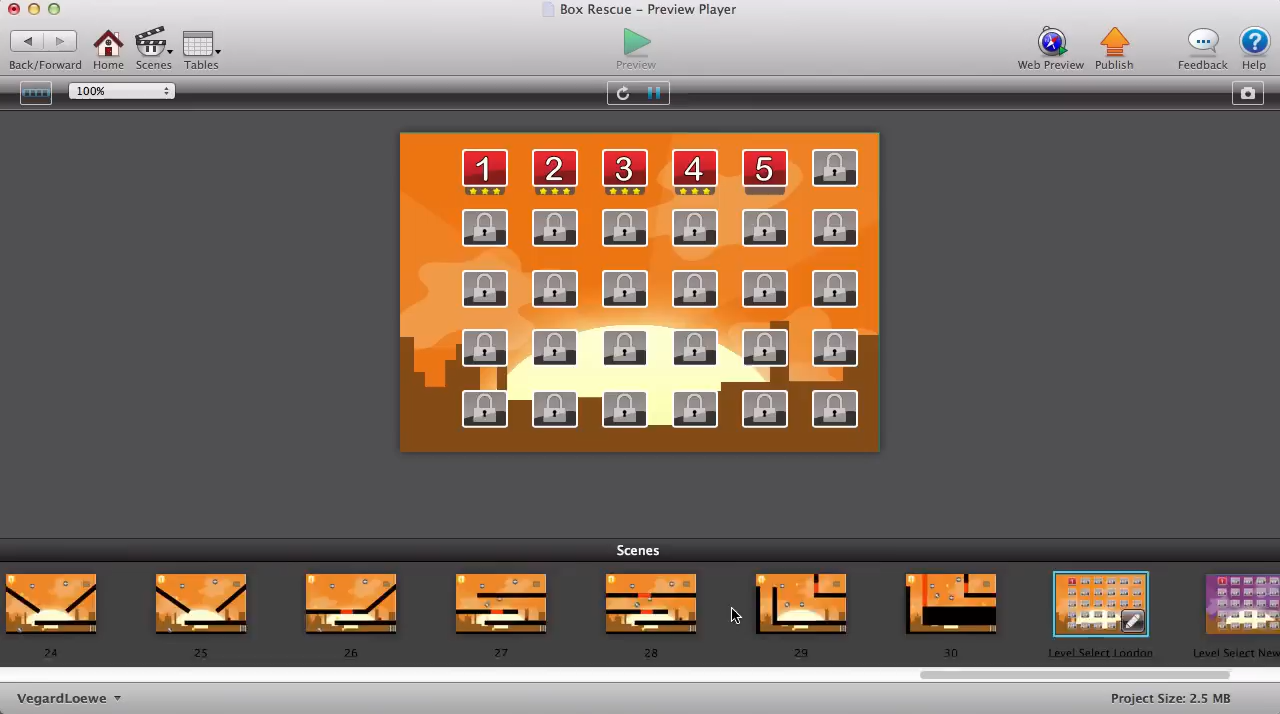 Box Rescue – Preview Player
Back/Forward
Home
Scenes
Tables
Preview
Web Preview
Publish
Feedback
Help
100%
1 2 3 4 5
Scenes
24 25 26 27 28 29 30 Level Select London Level Select New
VegardLoewe
Project Size: 2.5 MB